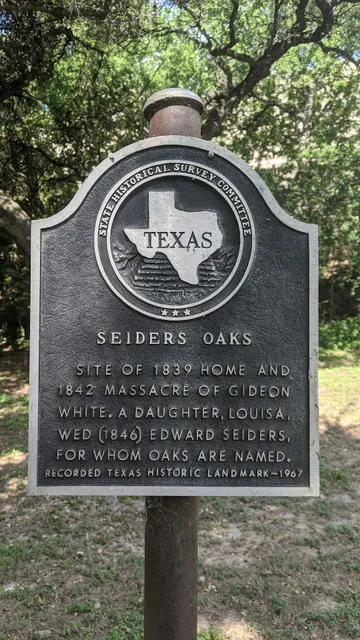 STATE HISTORICAL SURVEY COMMITTEE
TEXAS
SEIDERS OAKS
SITE OF 1839 HOME AND
1842 MASSACRE OF GIDEON
WHITE. A DAUGHTER, LOUISA,
WED (1846) EDWARD SEIDERS,
FOR WHOM OAKS ARE NAMED.
RECORDED TEXAS HISTORIC LANDMARK–1967